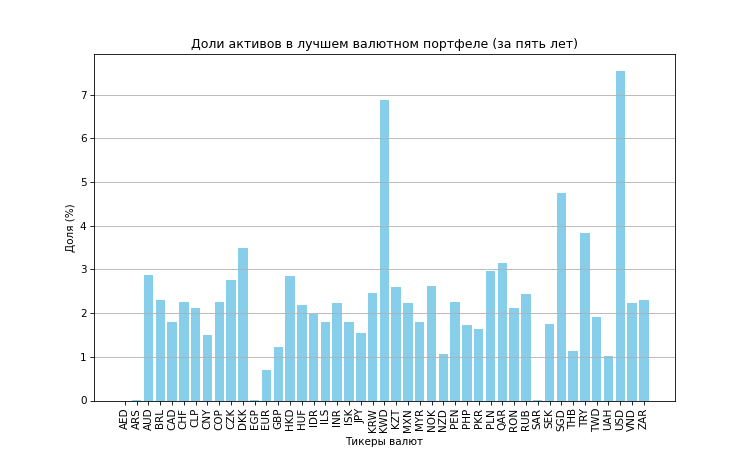 Доли активов в лучшем валютном портфеле (за пять лет)
Доля (%)
7
6
5
4
3
2
1
0
AED
ARS
AUD
BRL
CAD
CHF
CLP
CNY
COP
CZK
DKK
EGP
EUR
GBP
HKD
HUF
IDR
ILS
INR
ISK
JPY
KRW
KWD
KZT
MXN
MYR
NOK
NZD
PEN
PHP
PKR
PLN
QAR
RON
RUB
SAR
SEK
SGD
THB
TRY
TWD
UAH
USD
VND
ZAR
Тикеры валют